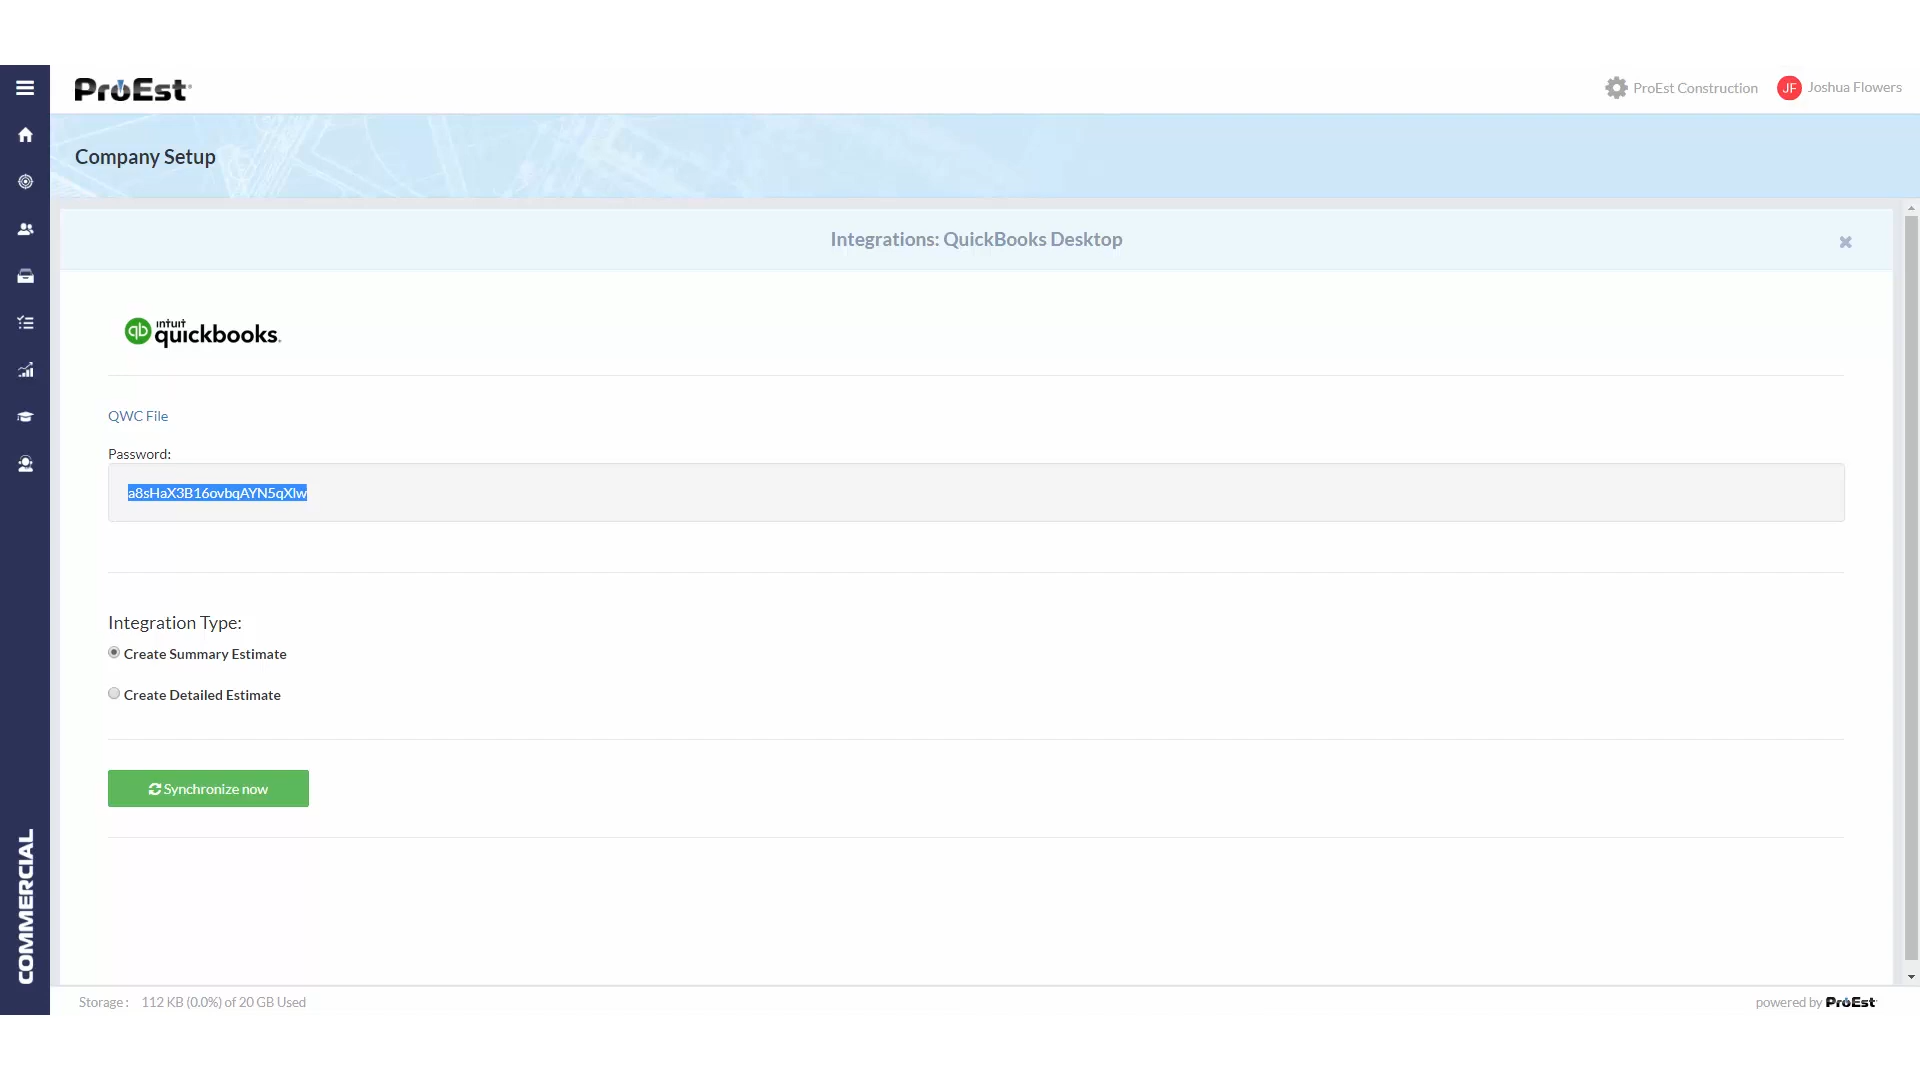 ProEst
ProEst Construction
JF
Joshua Flowers
Company Setup
Integrations: QuickBooks Desktop
intuit
qb
quickbooks.
QWC File
Password:
a8sHaX3B16ovbqAYN5qXlw
Integration Type:
Create Summary Estimate
Create Detailed Estimate
Synchronize now
COMMERCIAL
Storage : 112 KB (0.0%) of 20 GB Used
powered by ProEst